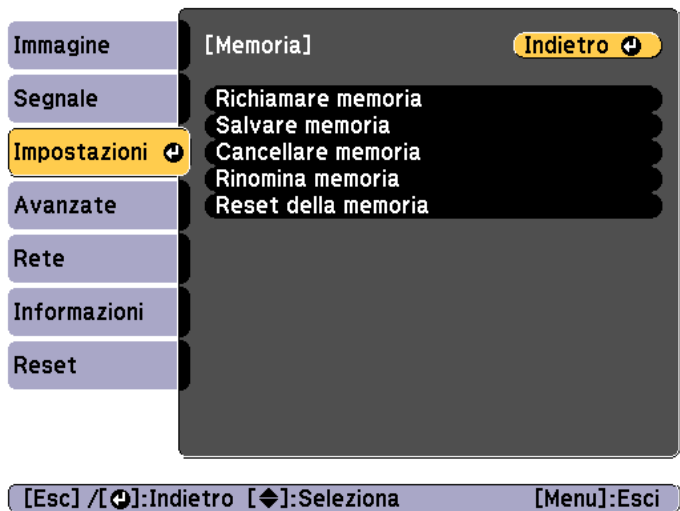 Immagine
Segnale
Impostazioni
Avanzate
Rete
Informazioni
Reset
[Memoria]
Indietro
Richiamare memoria
Salvare memoria
Cancellare memoria
Rinomina memoria
Reset della memoria
[Esc] /[⏎]:Indietro [◆]:Seleziona [Menu]:Esci